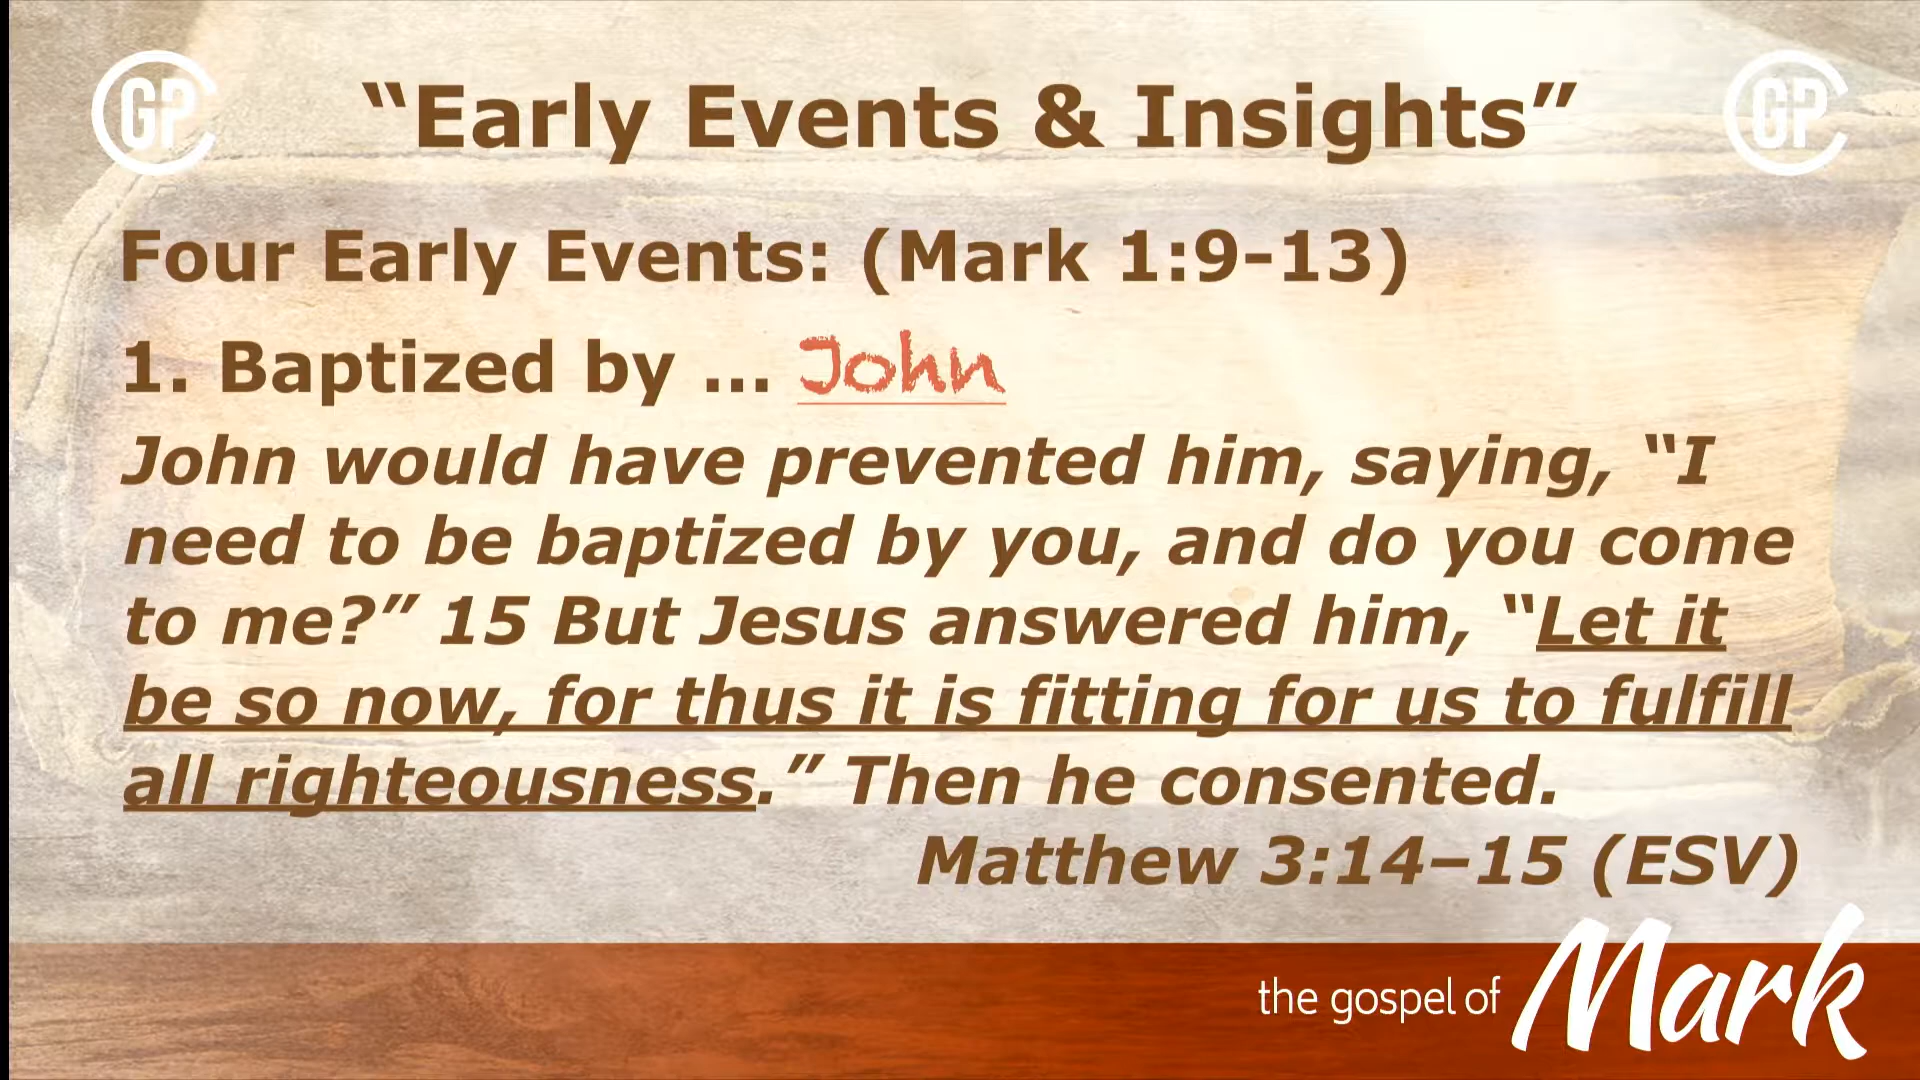 GPC
“Early Events & Insights”
GPC
Four Early Events: (Mark 1:9-13)
1. Baptized by ... John
John would have prevented him, saying, “I
need to be baptized by you, and do you come
to me?” 15 But Jesus answered him, “Let it
be so now, for thus it is fitting for us to fulfill
all righteousness.” Then he consented.
Matthew 3:14–15 (ESV)
the gospel of Mark